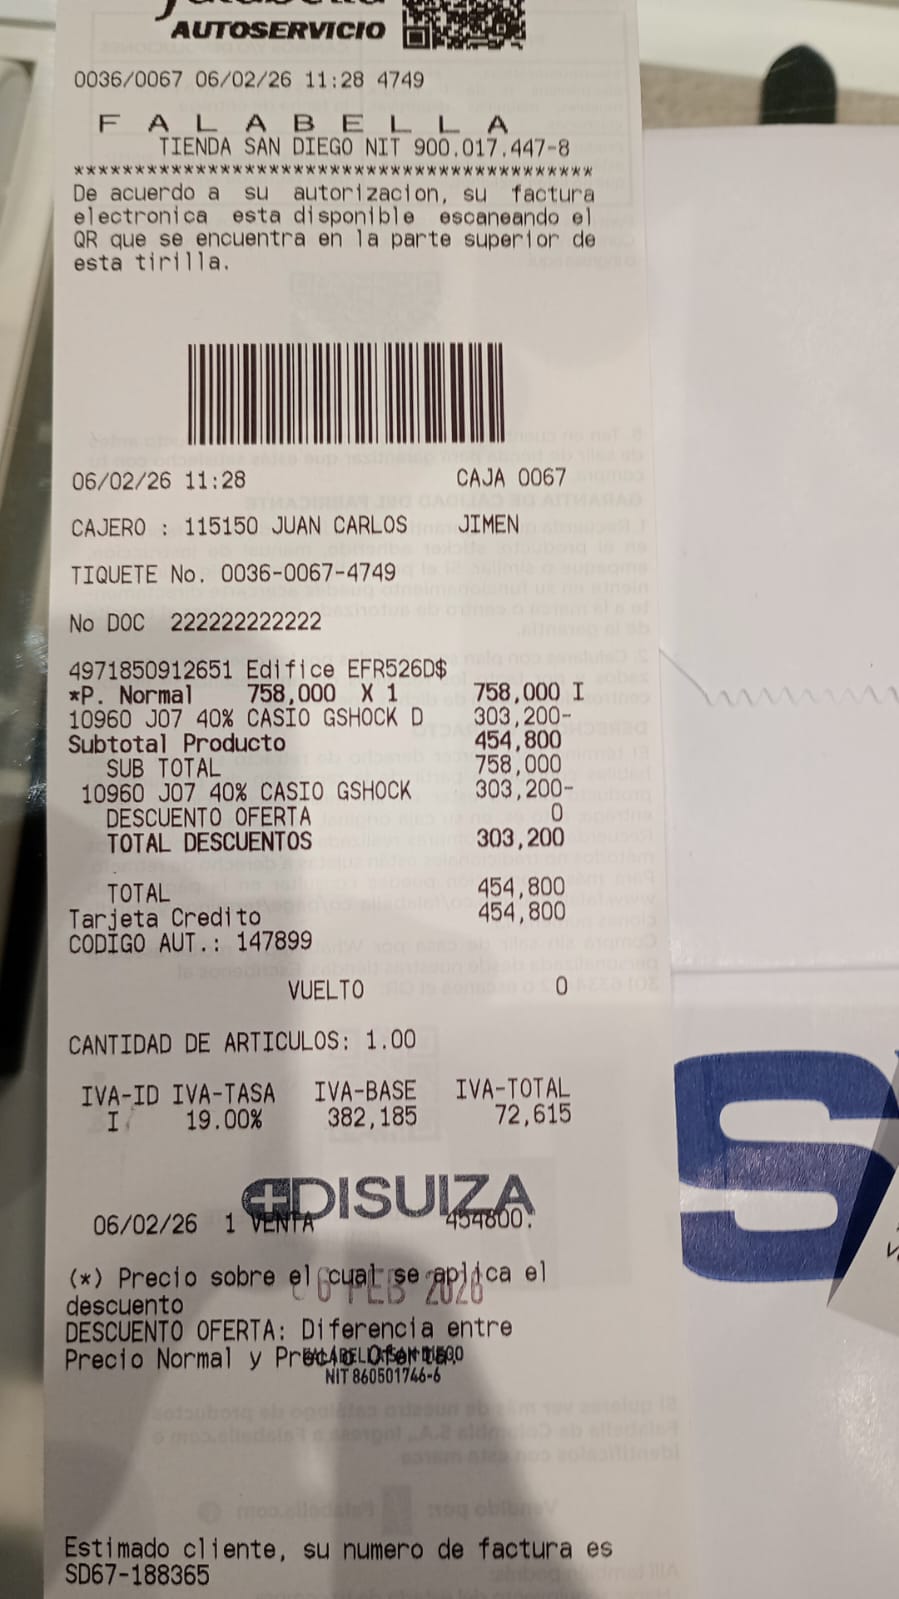 AUTOSERVICIO
0036/0067 06/02/26 11:28 4749
F A L A B E L L A
TIENDA SAN DIEGO NIT 900.017.447-8
******************************************
De acuerdo a su autorizacion, su factura
electronica esta disponible escaneando el
QR que se encuentra en la parte superior de
esta tirilla.
06/02/26 11:28 CAJA 0067
CAJERO : 115150 JUAN CARLOS JIMEN
TIQUETE No. 0036-0067-4749
No DOC 222222222222
4971850912651 Edifice EFR526D$
*P. Normal 758,000 X 1 758,000 I
10960 J07 40% CASIO GSHOCK D 303,200-
Subtotal Producto 454,800
SUB TOTAL 758,000
10960 J07 40% CASIO GSHOCK 303,200-
DESCUENTO OFERTA 0
TOTAL DESCUENTOS 303,200
TOTAL 454,800
Tarjeta Credito 454,800
CODIGO AUT.: 147899
VUELTO 0
CANTIDAD DE ARTICULOS: 1.00
IVA-ID IVA-TASA IVA-BASE IVA-TOTAL
I 19.00% 382,185 72,615
DISUIZA
06/02/26 1 VENTA 454800.
(*) Precio sobre el cual se aplica el
6 FEB 2026
descuento
DESCUENTO OFERTA: Diferencia entre
Precio Normal y Precio Oferta.
FALABELLA SAN DIEGO
NIT 860501746-6
Estimado cliente, su numero de factura es
SD67-188365